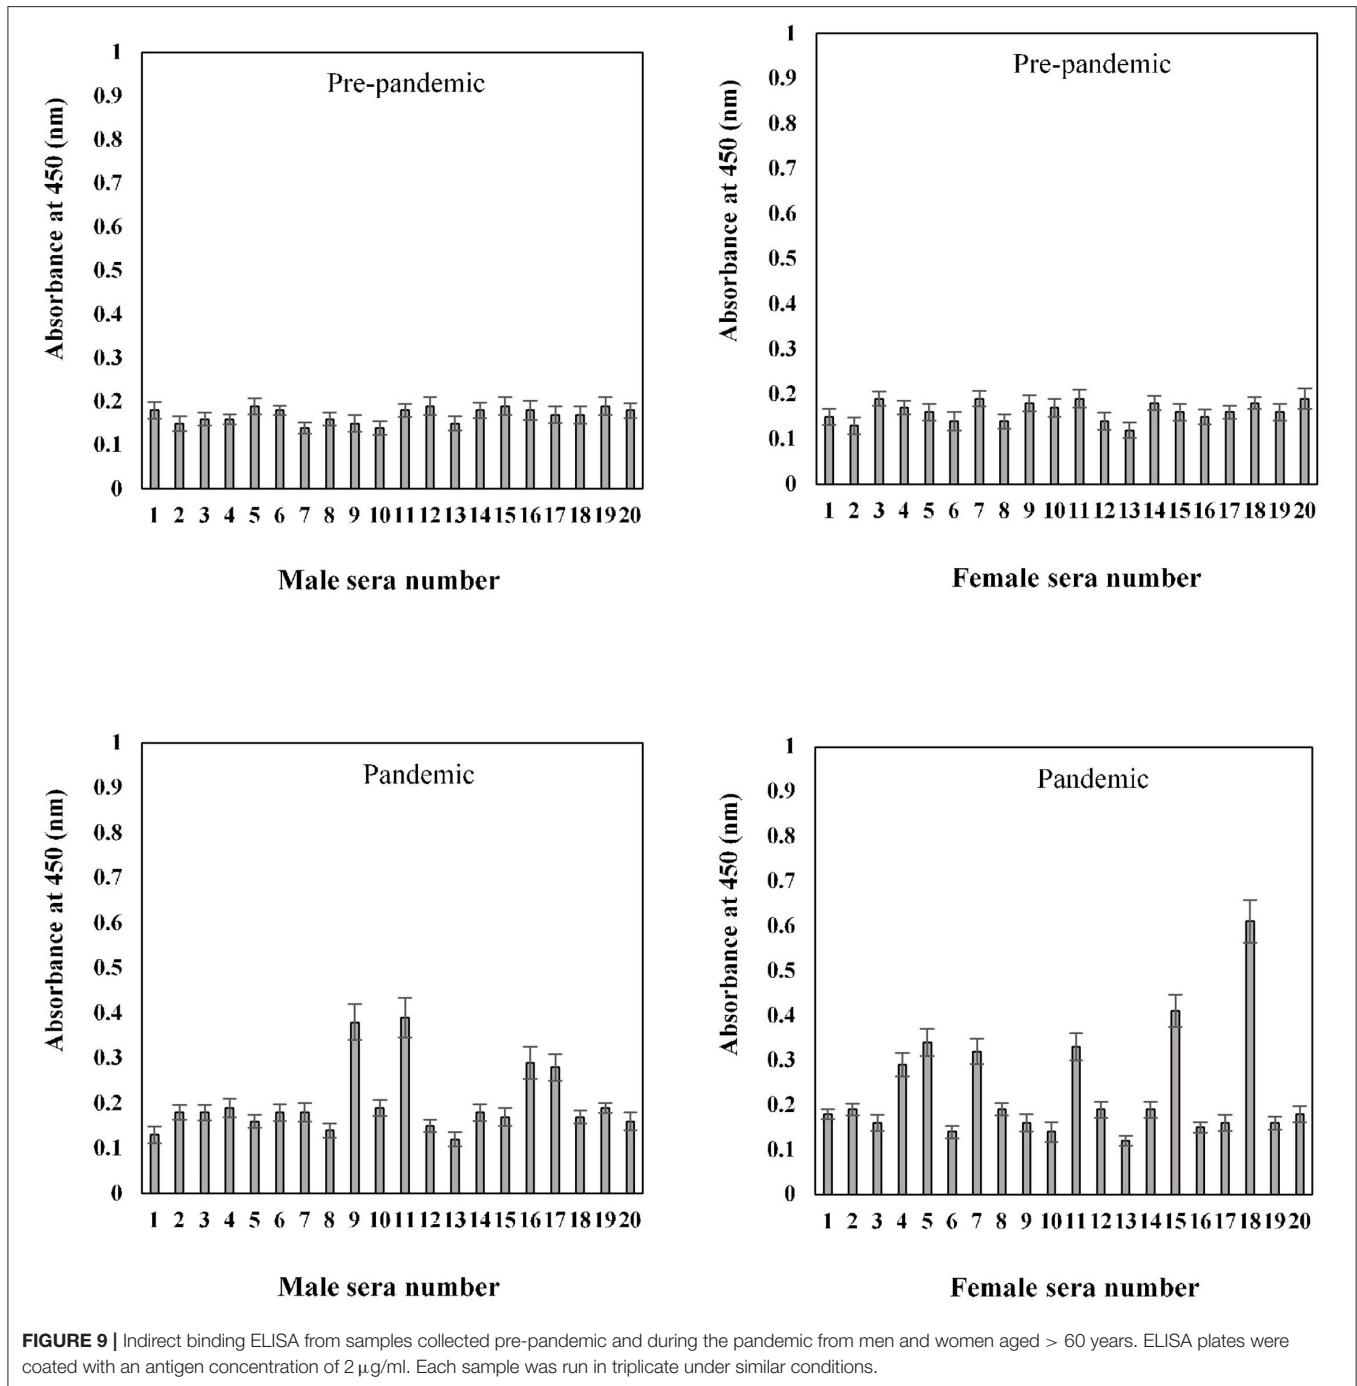 Pre-pandemic
Absorbance at 450 (nm)
1
0.9
0.8
0.7
0.6
0.5
0.4
0.3
0.2
0.1
0
1 2 3 4 5 6 7 8 9 10 11 12 13 14 15 16 17 18 19 20
Male sera number
Pre-pandemic
Absorbance at 450 (nm)
1
0.9
0.8
0.7
0.6
0.5
0.4
0.3
0.2
0.1
0
1 2 3 4 5 6 7 8 9 10 11 12 13 14 15 16 17 18 19 20
Female sera number
Pandemic
Absorbance at 450 (nm)
1
0.9
0.8
0.7
0.6
0.5
0.4
0.3
0.2
0.1
0
1 2 3 4 5 6 7 8 9 10 11 12 13 14 15 16 17 18 19 20
Male sera number
Pandemic
Absorbance at 450 (nm)
1
0.9
0.8
0.7
0.6
0.5
0.4
0.3
0.2
0.1
0
1 2 3 4 5 6 7 8 9 10 11 12 13 14 15 16 17 18 19 20
Female sera number
FIGURE 9 | Indirect binding ELISA from samples collected pre-pandemic and during the pandemic from men and women aged > 60 years. ELISA plates were
coated with an antigen concentration of 2 μg/ml. Each sample was run in triplicate under similar conditions.